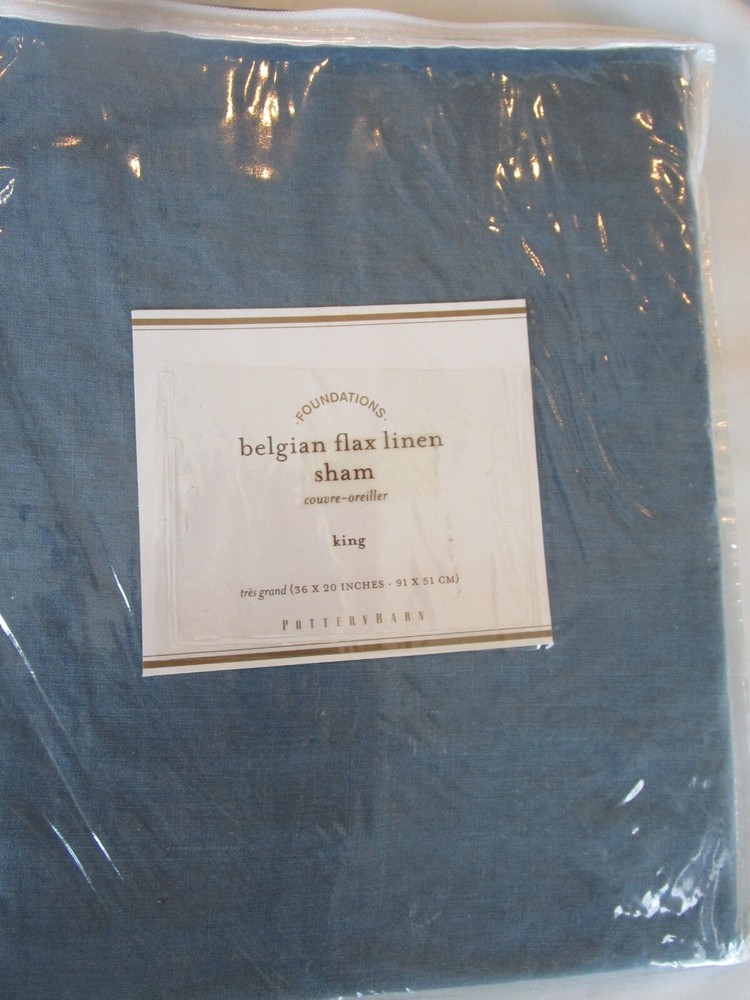 ·FOUNDATIONS·
belgian flax linen
sham
couvre-oreiller
king
très grand (36 X 20 INCHES - 91 X 51 CM)
POTTERYBARN